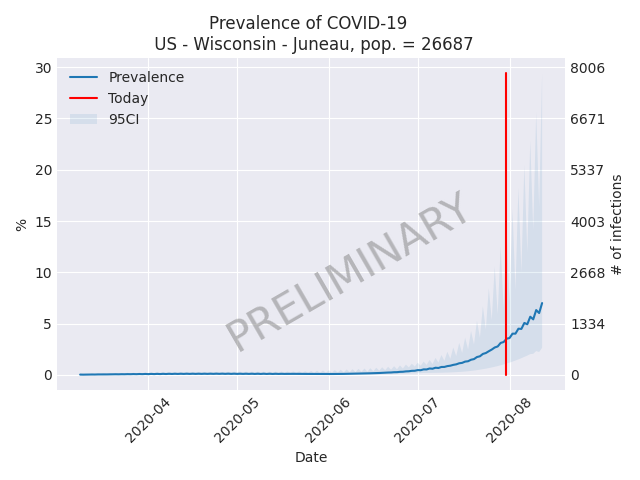 Prevalence of COVID-19
US - Wisconsin - Juneau, pop. = 26687
Prevalence
Today
95CI
30
25
20
15
10
5
0
%
8006
6671
5337
4003
2668
1334
0
# of infections
PRELIMINARY
2020-04
2020-05
2020-06
2020-07
2020-08
Date